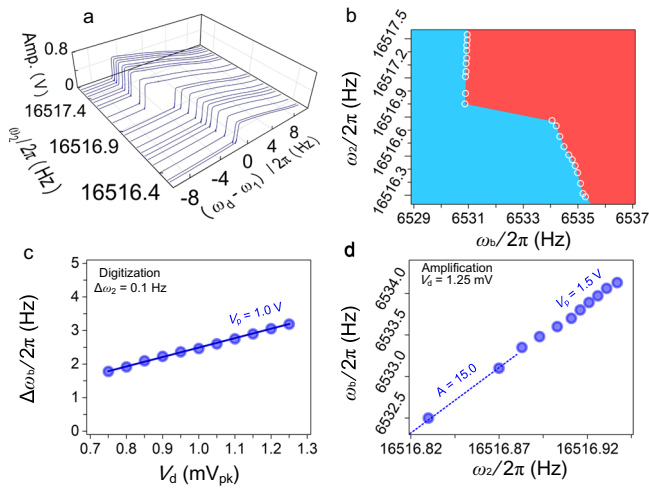 a
Amp. (V)
0.8
0
16517.4
16516.9
16516.4
ω₂/2π (Hz)
-8
-4
0
4
8
(ω_d - ω₁) / 2π (Hz)
b
ω₂/2π (Hz)
16517.5
16517.2
16516.9
16516.6
16516.3
6529
6531
6533
6535
6537
ω_b/2π (Hz)
c
Δω_b/2π (Hz)
5
4
3
2
1
0
Digitization
Δω₂ = 0.1 Hz
V_p = 1.0 V
0.7
0.8
0.9
1.0
1.1
1.2
1.3
V_d (mV_pk)
d
ω_b/2π (Hz)
6534.0
6533.5
6533.0
6532.5
Amplification
V_d = 1.25 mV
V_p = 1.5 V
A = 15.0
16516.82
16516.87
16516.92
ω₂/2π (Hz)